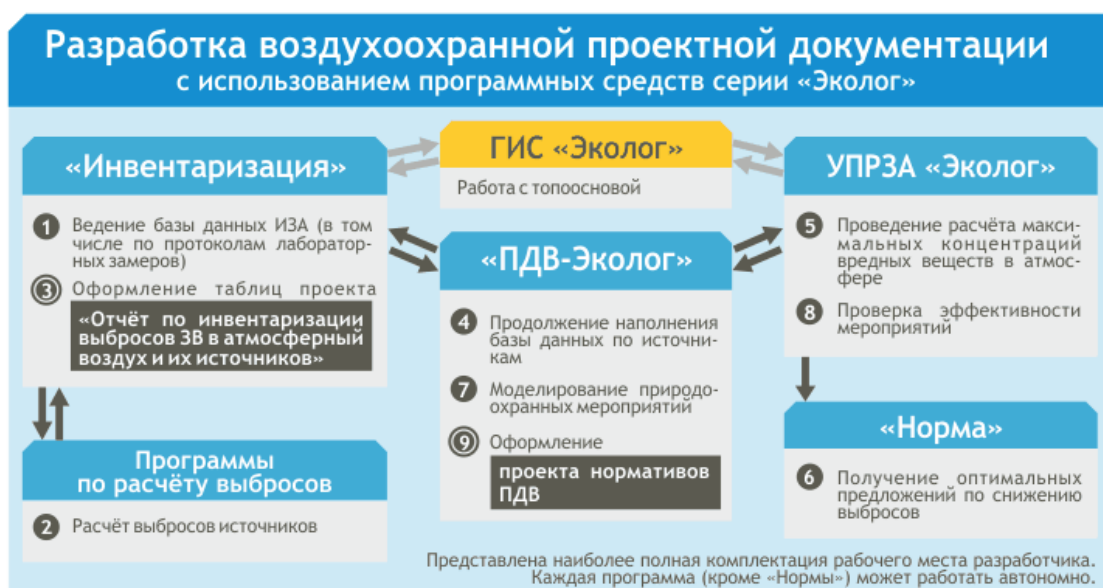 Разработка воздухоохранной проектной документации
с использованием программных средств серии «Эколог»
«Инвентаризация»
1 Ведение базы данных ИЗА (в том
числе по протоколам лаборатор-
ных замеров)
3 Оформление таблиц проекта
«Отчёт по инвентаризации
выбросов ЗВ в атмосферный
воздух и их источников»
Программы
по расчёту выбросов
2 Расчёт выбросов источников
ГИС «Эколог»
Работа с топоосновой
«ПДВ-Эколог»
4 Продолжение наполнения
базы данных по источни-
кам
7 Моделирование природо-
охранных мероприятий
9 Оформление
проекта нормативов
ПДВ
УПРЗА «Эколог»
5 Проведение расчёта макси-
мальных концентраций
вредных веществ в атмос-
фере
8 Проверка эффективности
мероприятий
«Норма»
6 Получение оптимальных
предложений по снижению
выбросов
Представлена наиболее полная комплектация рабочего места разработчика.
Каждая программа (кроме «Нормы») может работать автономно.